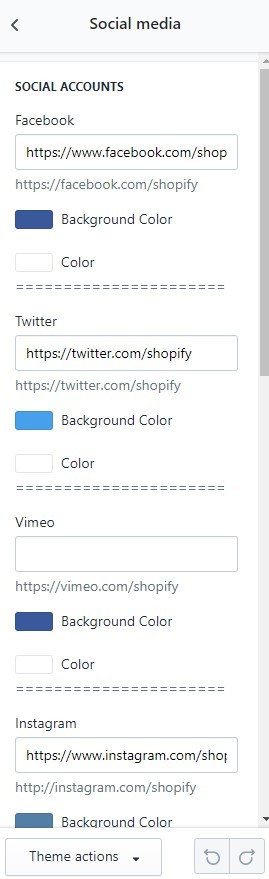 Social media
SOCIAL ACCOUNTS
Facebook
https://www.facebook.com/shop
https://facebook.com/shopify
Background Color
Color
=====================
Twitter
https://twitter.com/shopify
https://twitter.com/shopify
Background Color
Color
=====================
Vimeo
https://vimeo.com/shopify
Background Color
Color
=====================
Instagram
https://www.instagram.com/shop
http://instagram.com/shopify
Background Color
Theme actions